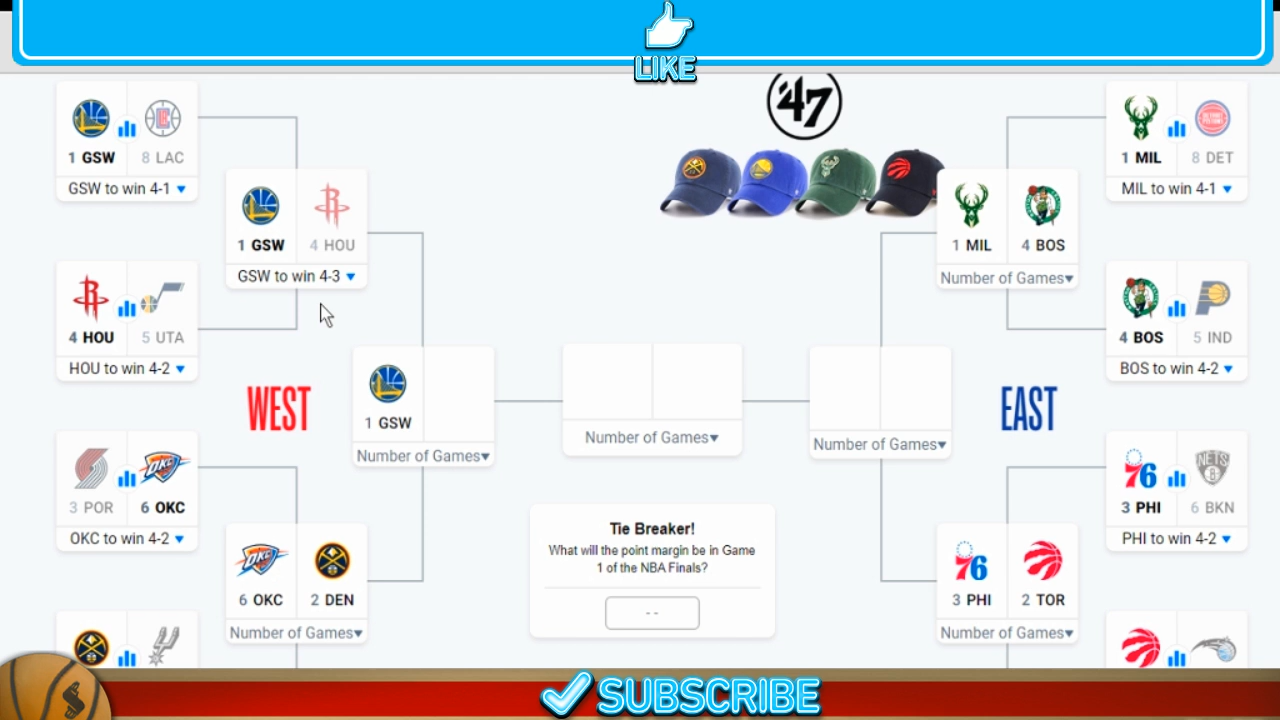 LIKE
'47
1 GSW
8 LAC
GSW to win 4-1
1 GSW
4 HOU
GSW to win 4-3
4 HOU
5 UTA
HOU to win 4-2
WEST
1 GSW
Number of Games
3 POR
6 OKC
OKC to win 4-2
6 OKC
2 DEN
Number of Games
Number of Games
Tie Breaker!
What will the point margin be in Game
1 of the NBA Finals?
- -
1 MIL
8 DET
MIL to win 4-1
1 MIL
4 BOS
Number of Games
4 BOS
5 IND
BOS to win 4-2
EAST
Number of Games
76
NETS
3 PHI
6 BKN
PHI to win 4-2
76
3 PHI
2 TOR
Number of Games
SUBSCRIBE